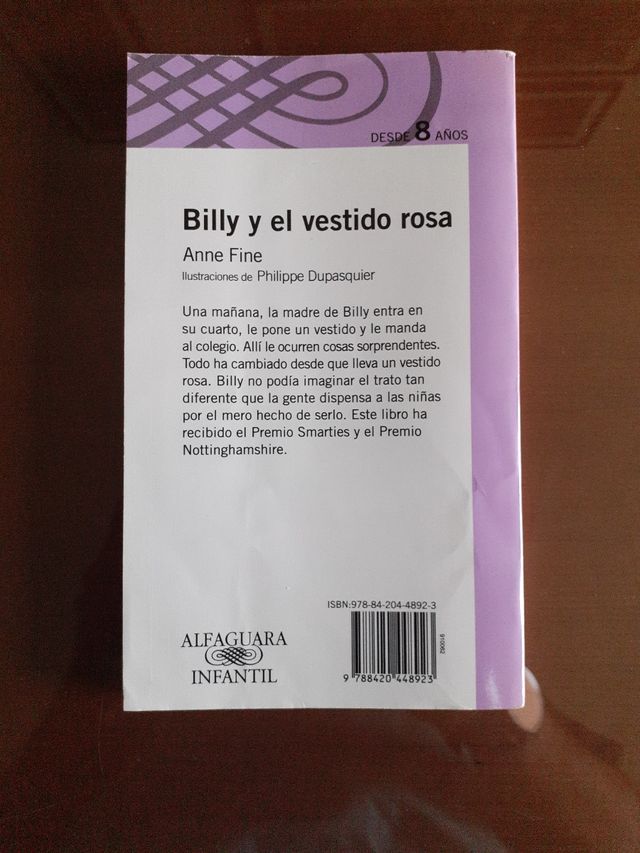 DESDE 8 AÑOS
Billy y el vestido rosa
Anne Fine
Ilustraciones de Philippe Dupasquier
Una mañana, la madre de Billy entra en
su cuarto, le pone un vestido y le manda
al colegio. Allí le ocurren cosas sorprendentes.
Todo ha cambiado desde que lleva un vestido
rosa. Billy no podía imaginar el trato tan
diferente que la gente dispensa a las niñas
por el mero hecho de serlo. Este libro ha
recibido el Premio Smarties y el Premio
Nottinghamshire.
ISBN:978-84-204-4892-3
910062
9 788420 448923
ALFAGUARA
INFANTIL